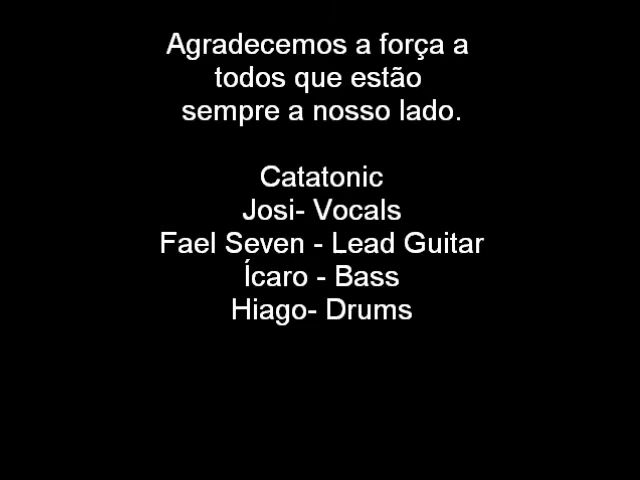 Agradecemos a força a
todos que estão
sempre a nosso lado.
Catatonic
Josi- Vocals
Fael Seven - Lead Guitar
Ícaro - Bass
Hiago- Drums